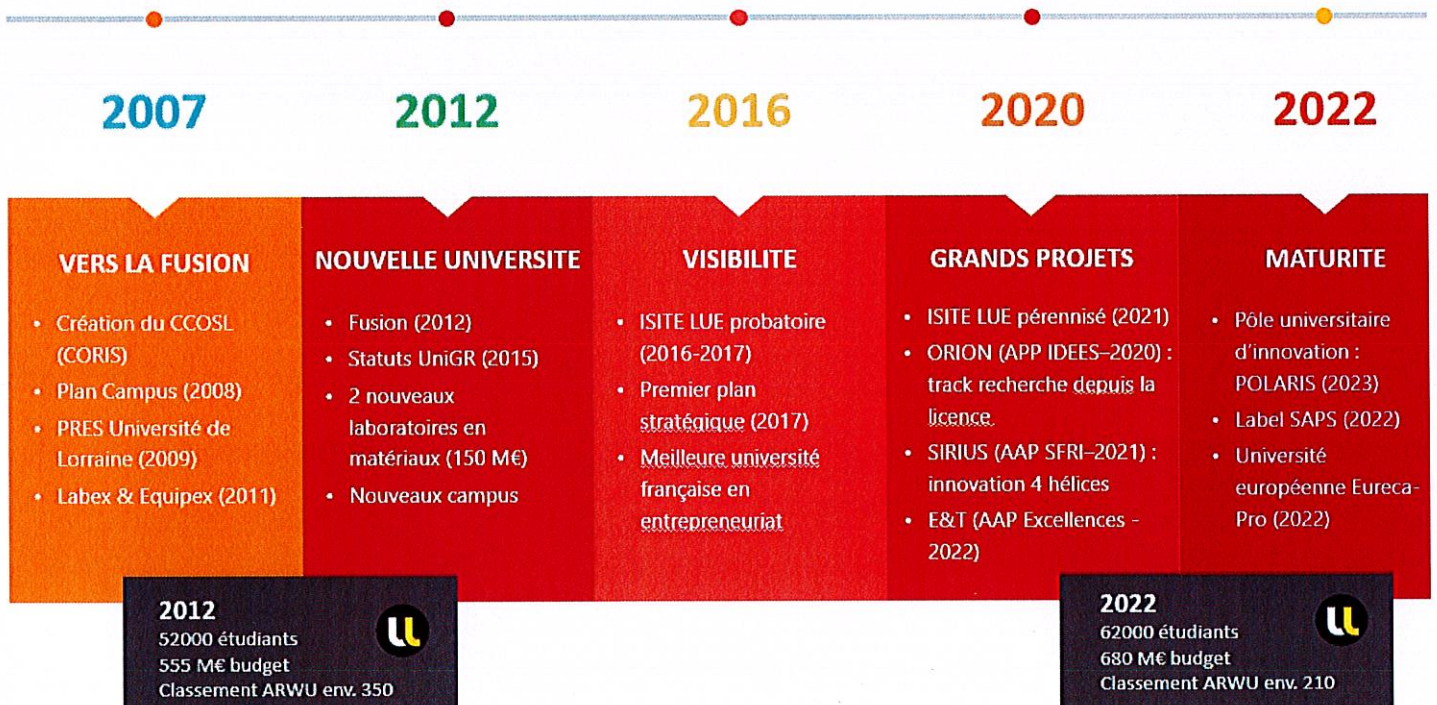 2007
2012
2016
2020
2022
VERS LA FUSION
• Création du CCOSL
(CORIS)
• Plan Campus (2008)
• PRES Université de
Lorraine (2009)
• Labex & Equipex (2011)
NOUVELLE UNIVERSITE
• Fusion (2012)
• Statuts UniGR (2015)
• 2 nouveaux
laboratoires en
matériaux (150 M€)
• Nouveaux campus
VISIBILITE
• ISITE LUE probatoire
(2016-2017)
• Premier plan
stratégique (2017)
• Meilleure université
française en
entrepreneuriat
GRANDS PROJETS
• ISITE LUE pérennisé (2021)
• ORION (APP IDEES–2020) :
track recherche depuis la
licence
• SIRIUS (AAP SFRI–2021) :
innovation 4 hélices
• E&T (AAP Excellences -
2022)
MATURITE
• Pôle universitaire
d'innovation :
POLARIS (2023)
• Label SAPS (2022)
• Université
européenne Eureca-
Pro (2022)
2012
52000 étudiants
555 M€ budget
Classement ARWU env. 350
2022
62000 étudiants
680 M€ budget
Classement ARWU env. 210